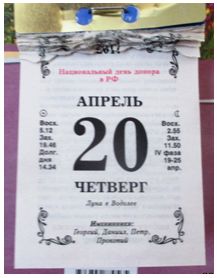 2017
Национальный день донора
в РФ
АПРЕЛЬ
Восх.
5.12
Зах.
19.46
Долг.
дня
14.34
20
Восх.
2.55
Зах.
11.50
IV фаза
19-25
апр.
ЧЕТВЕРГ
Луна в Водолее
Именинники:
Георгий, Даниил, Петр,
Прокопий